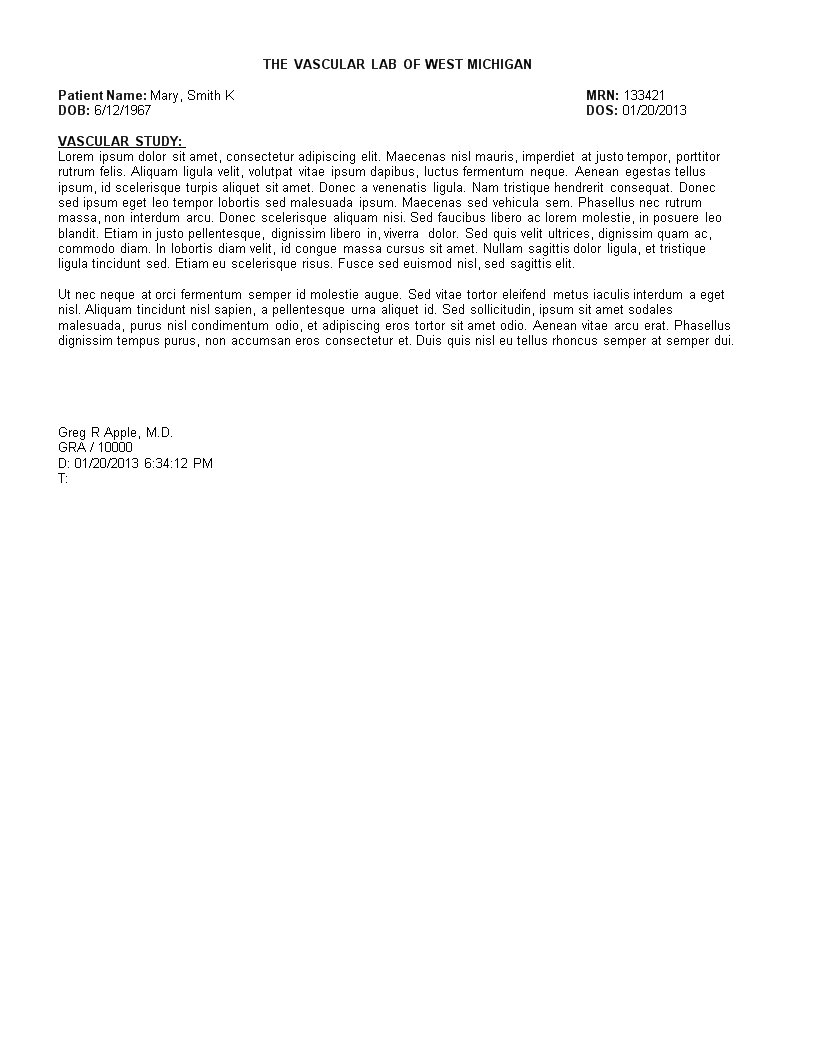 THE VASCULAR LAB OF WEST MICHIGAN
Patient Name: Mary, Smith K MRN: 133421
DOB: 6/12/1967 DOS: 01/20/2013
VASCULAR STUDY:
Lorem ipsum dolor sit amet, consectetur adipiscing elit. Maecenas nisl mauris, imperdiet at justo tempor, porttitor
rutrum felis. Aliquam ligula velit, volutpat vitae ipsum dapibus, luctus fermentum neque. Aenean egestas tellus
ipsum, id scelerisque turpis aliquet sit amet. Donec a venenatis ligula. Nam tristique hendrerit consequat. Donec
sed ipsum eget leo tempor lobortis sed malesuada ipsum. Maecenas sed vehicula sem. Phasellus nec rutrum
massa, non interdum arcu. Donec scelerisque aliquam nisi. Sed faucibus libero ac lorem molestie, in posuere leo
blandit. Etiam in justo pellentesque, dignissim libero in, viverra dolor. Sed quis velit ultrices, dignissim quam ac,
commodo diam. In lobortis diam velit, id congue massa cursus sit amet. Nullam sagittis dolor ligula, et tristique
ligula tincidunt sed. Etiam eu scelerisque risus. Fusce sed euismod nisl, sed sagittis elit.
Ut nec neque at orci fermentum semper id molestie augue. Sed vitae tortor eleifend metus iaculis interdum a eget
nisl. Aliquam tincidunt nisl sapien, a pellentesque urna aliquet id. Sed sollicitudin, ipsum sit amet sodales
malesuada, purus nisl condimentum odio, et adipiscing eros tortor sit amet odio. Aenean vitae arcu erat. Phasellus
dignissim tempus purus, non accumsan eros consectetur et. Duis quis nisl eu tellus rhoncus semper at semper dui.
Greg R Apple, M.D.
GRA / 10000
D: 01/20/2013 6:34:12 PM
T: